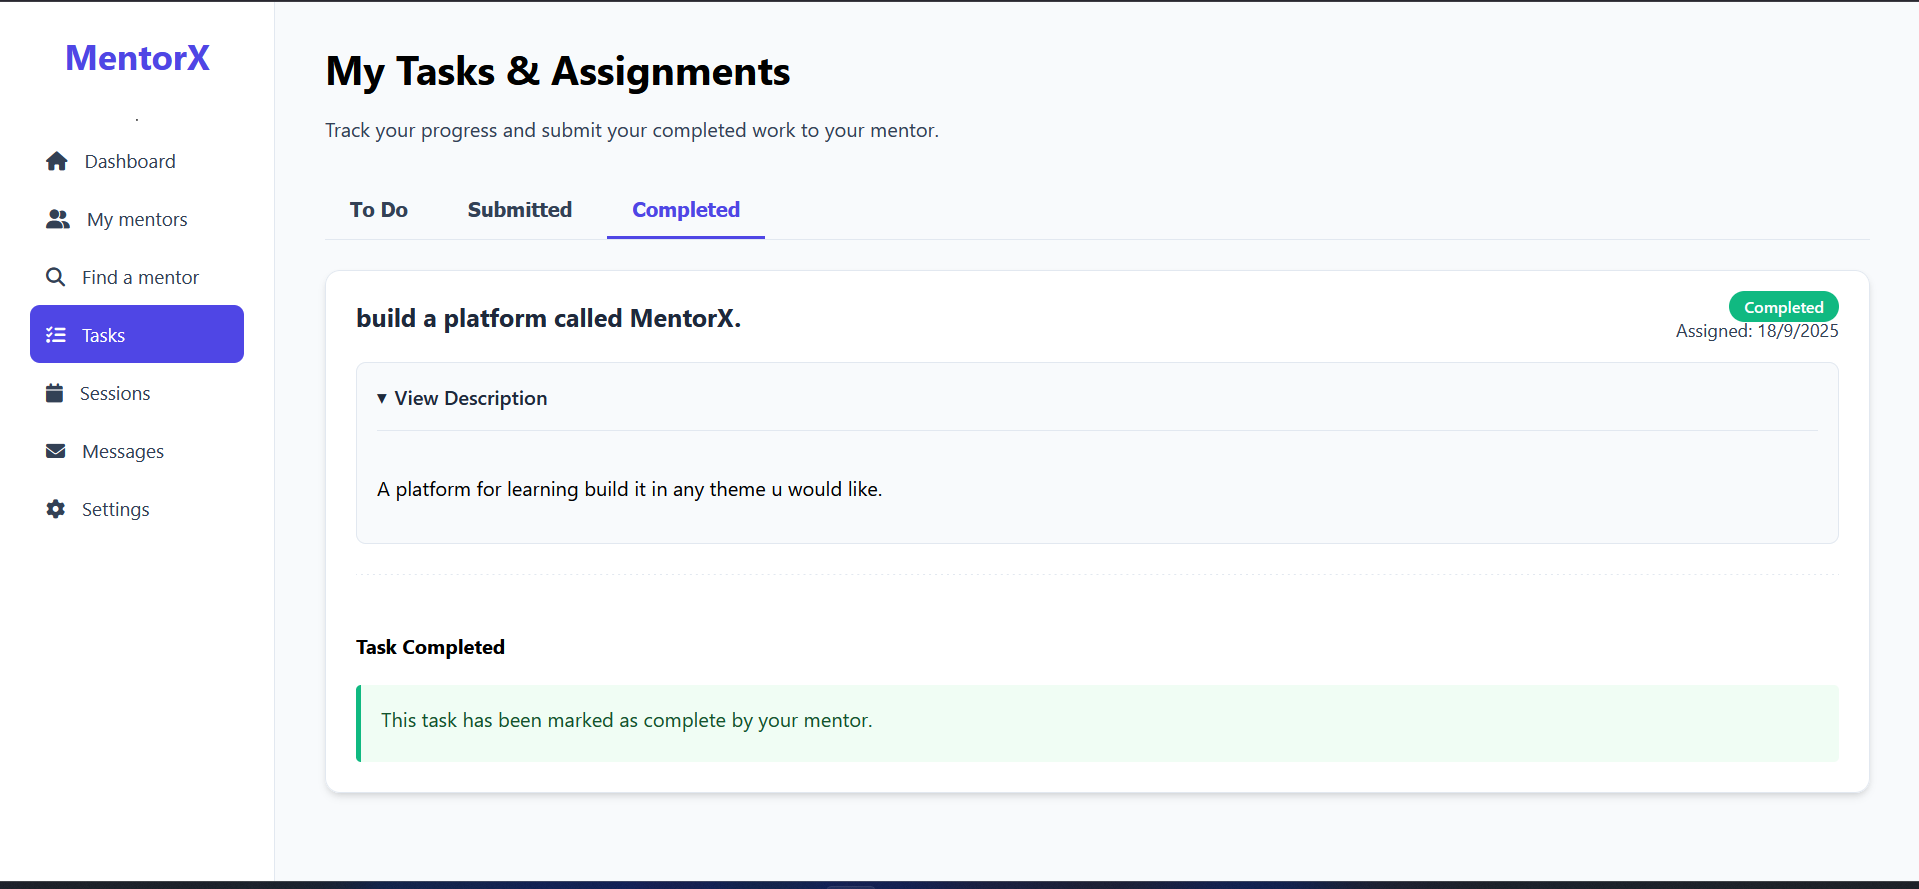 MentorX
.
Dashboard
My mentors
Find a mentor
Tasks
Sessions
Messages
Settings
My Tasks & Assignments
Track your progress and submit your completed work to your mentor.
To Do
Submitted
Completed
build a platform called MentorX.
Completed
Assigned: 18/9/2025
▾ View Description
A platform for learning build it in any theme u would like.
Task Completed
This task has been marked as complete by your mentor.